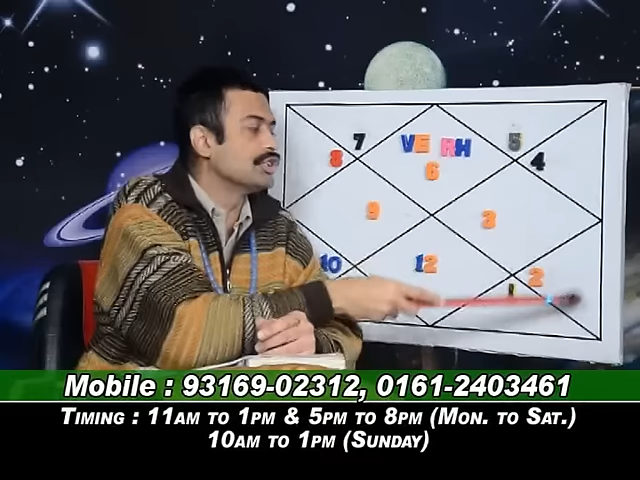 7 VE RH 5
8 6 4
9 3
10 12 2
1
Mobile : 93169-02312, 0161-2403461
TIMING : 11AM TO 1PM & 5PM TO 8PM (MON. TO SAT.)
10AM TO 1PM (SUNDAY)